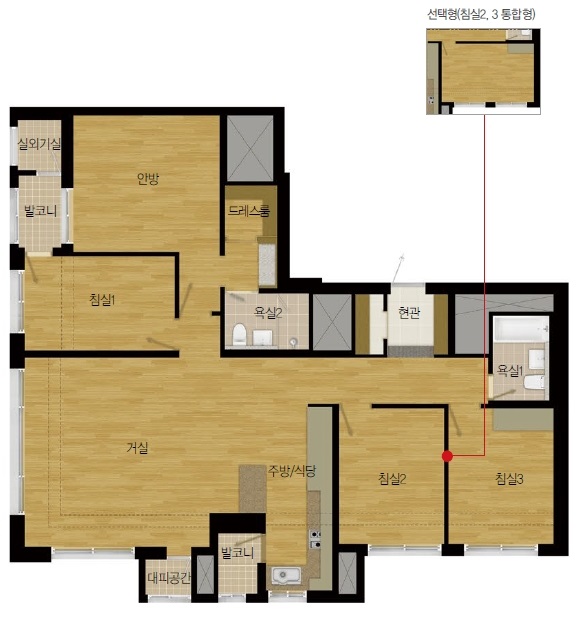 선택형(침실2, 3 통합형)
실외기실
안방
발코니
드레스룸
침실1
욕실2
현관
욕실1
거실
주방/식당
침실2
침실3
발코니
대피공간